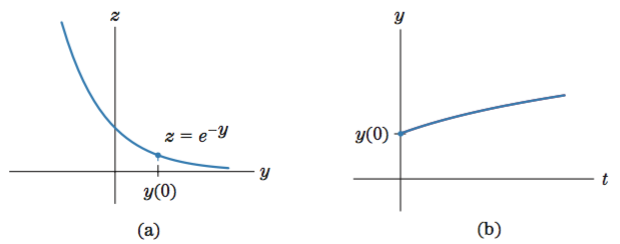 z
z = e^{-y}
y
y(0)
(a)
y
y(0)
t
(b)